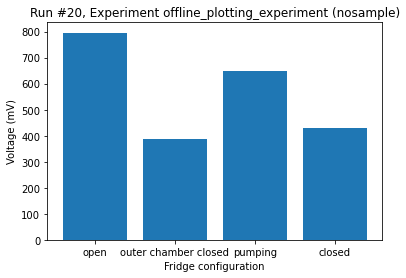 Run #20, Experiment offline_plotting_experiment (nosample)
Voltage (mV)
800
700
600
500
400
300
200
100
0
open outer chamber closed pumping closed
Fridge configuration